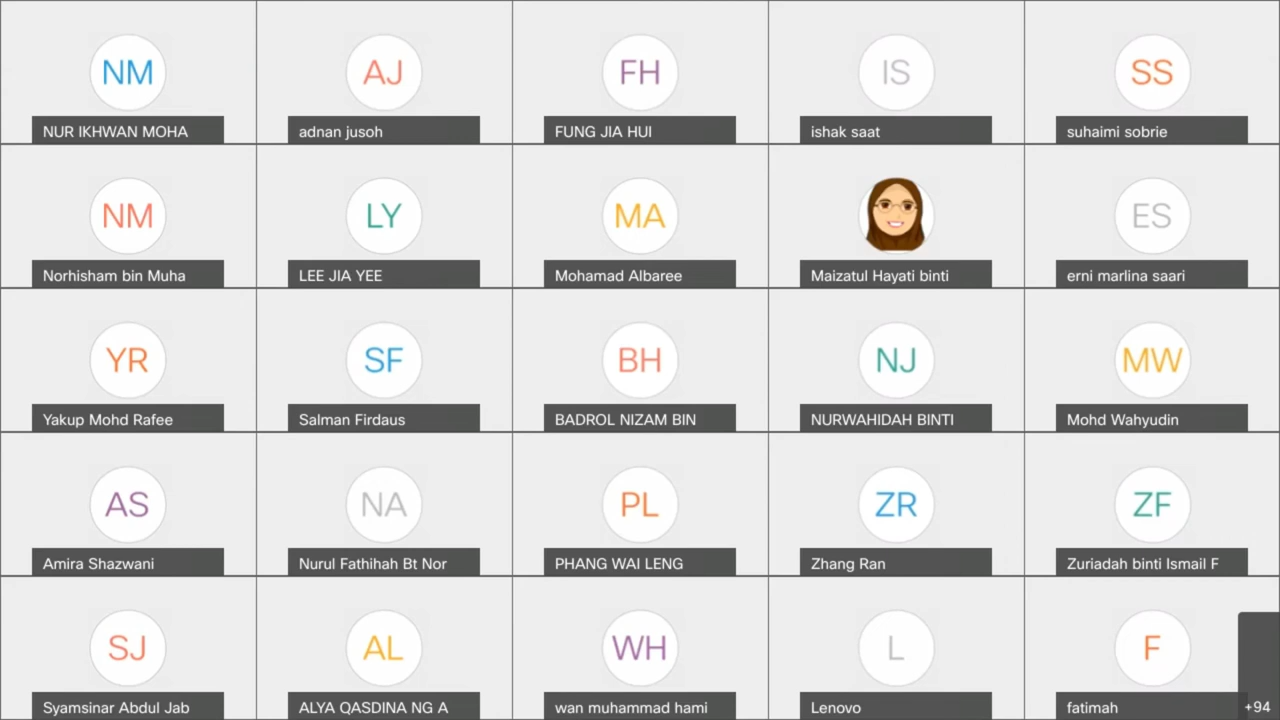 NM
NUR IKHWAN MOHA
AJ
adnan jusoh
FH
FUNG JIA HUI
IS
ishak saat
SS
suhaimi sobrie
NM
Norhisham bin Muha
LY
LEE JIA YEE
MA
Mohamad Albaree
Maizatul Hayati binti
ES
erni marlina saari
YR
Yakup Mohd Rafee
SF
Salman Firdaus
BH
BADROL NIZAM BIN
NJ
NURWAHIDAH BINTI
MW
Mohd Wahyudin
AS
Amira Shazwani
NA
Nurul Fathihah Bt Nor
PL
PHANG WAI LENG
ZR
Zhang Ran
ZF
Zuriadah binti Ismail F
SJ
Syamsinar Abdul Jab
AL
ALYA QASDINA NG A
WH
wan muhammad hami
L
Lenovo
F
fatimah
+94